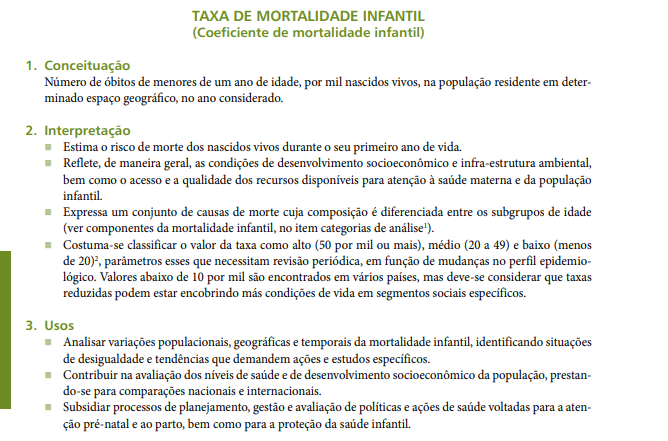 TAXA DE MORTALIDADE INFANTIL
(Coeficiente de mortalidade infantil)
1. Conceituação
Número de óbitos de menores de um ano de idade, por mil nascidos vivos, na população residente em deter-
minado espaço geográfico, no ano considerado.
2. Interpretação
Estima o risco de morte dos nascidos vivos durante o seu primeiro ano de vida.
Reflete, de maneira geral, as condições de desenvolvimento socioeconômico e infra-estrutura ambiental,
bem como o acesso e a qualidade dos recursos disponíveis para atenção à saúde materna e da população
infantil.
Expressa um conjunto de causas de morte cuja composição é diferenciada entre os subgrupos de idade
(ver componentes da mortalidade infantil, no item categorias de análise¹).
Costuma-se classificar o valor da taxa como alto (50 por mil ou mais), médio (20 a 49) e baixo (menos
de 20)², parâmetros esses que necessitam revisão periódica, em função de mudanças no perfil epidemio-
lógico. Valores abaixo de 10 por mil são encontrados em vários países, mas deve-se considerar que taxas
reduzidas podem estar encobrindo más condições de vida em segmentos sociais específicos.
3. Usos
Analisar variações populacionais, geográficas e temporais da mortalidade infantil, identificando situações
de desigualdade e tendências que demandem ações e estudos específicos.
Contribuir na avaliação dos níveis de saúde e de desenvolvimento socioeconômico da população, prestan-
do-se para comparações nacionais e internacionais.
Subsidiar processos de planejamento, gestão e avaliação de políticas e ações de saúde voltadas para a aten-
ção pré-natal e ao parto, bem como para a proteção da saúde infantil.